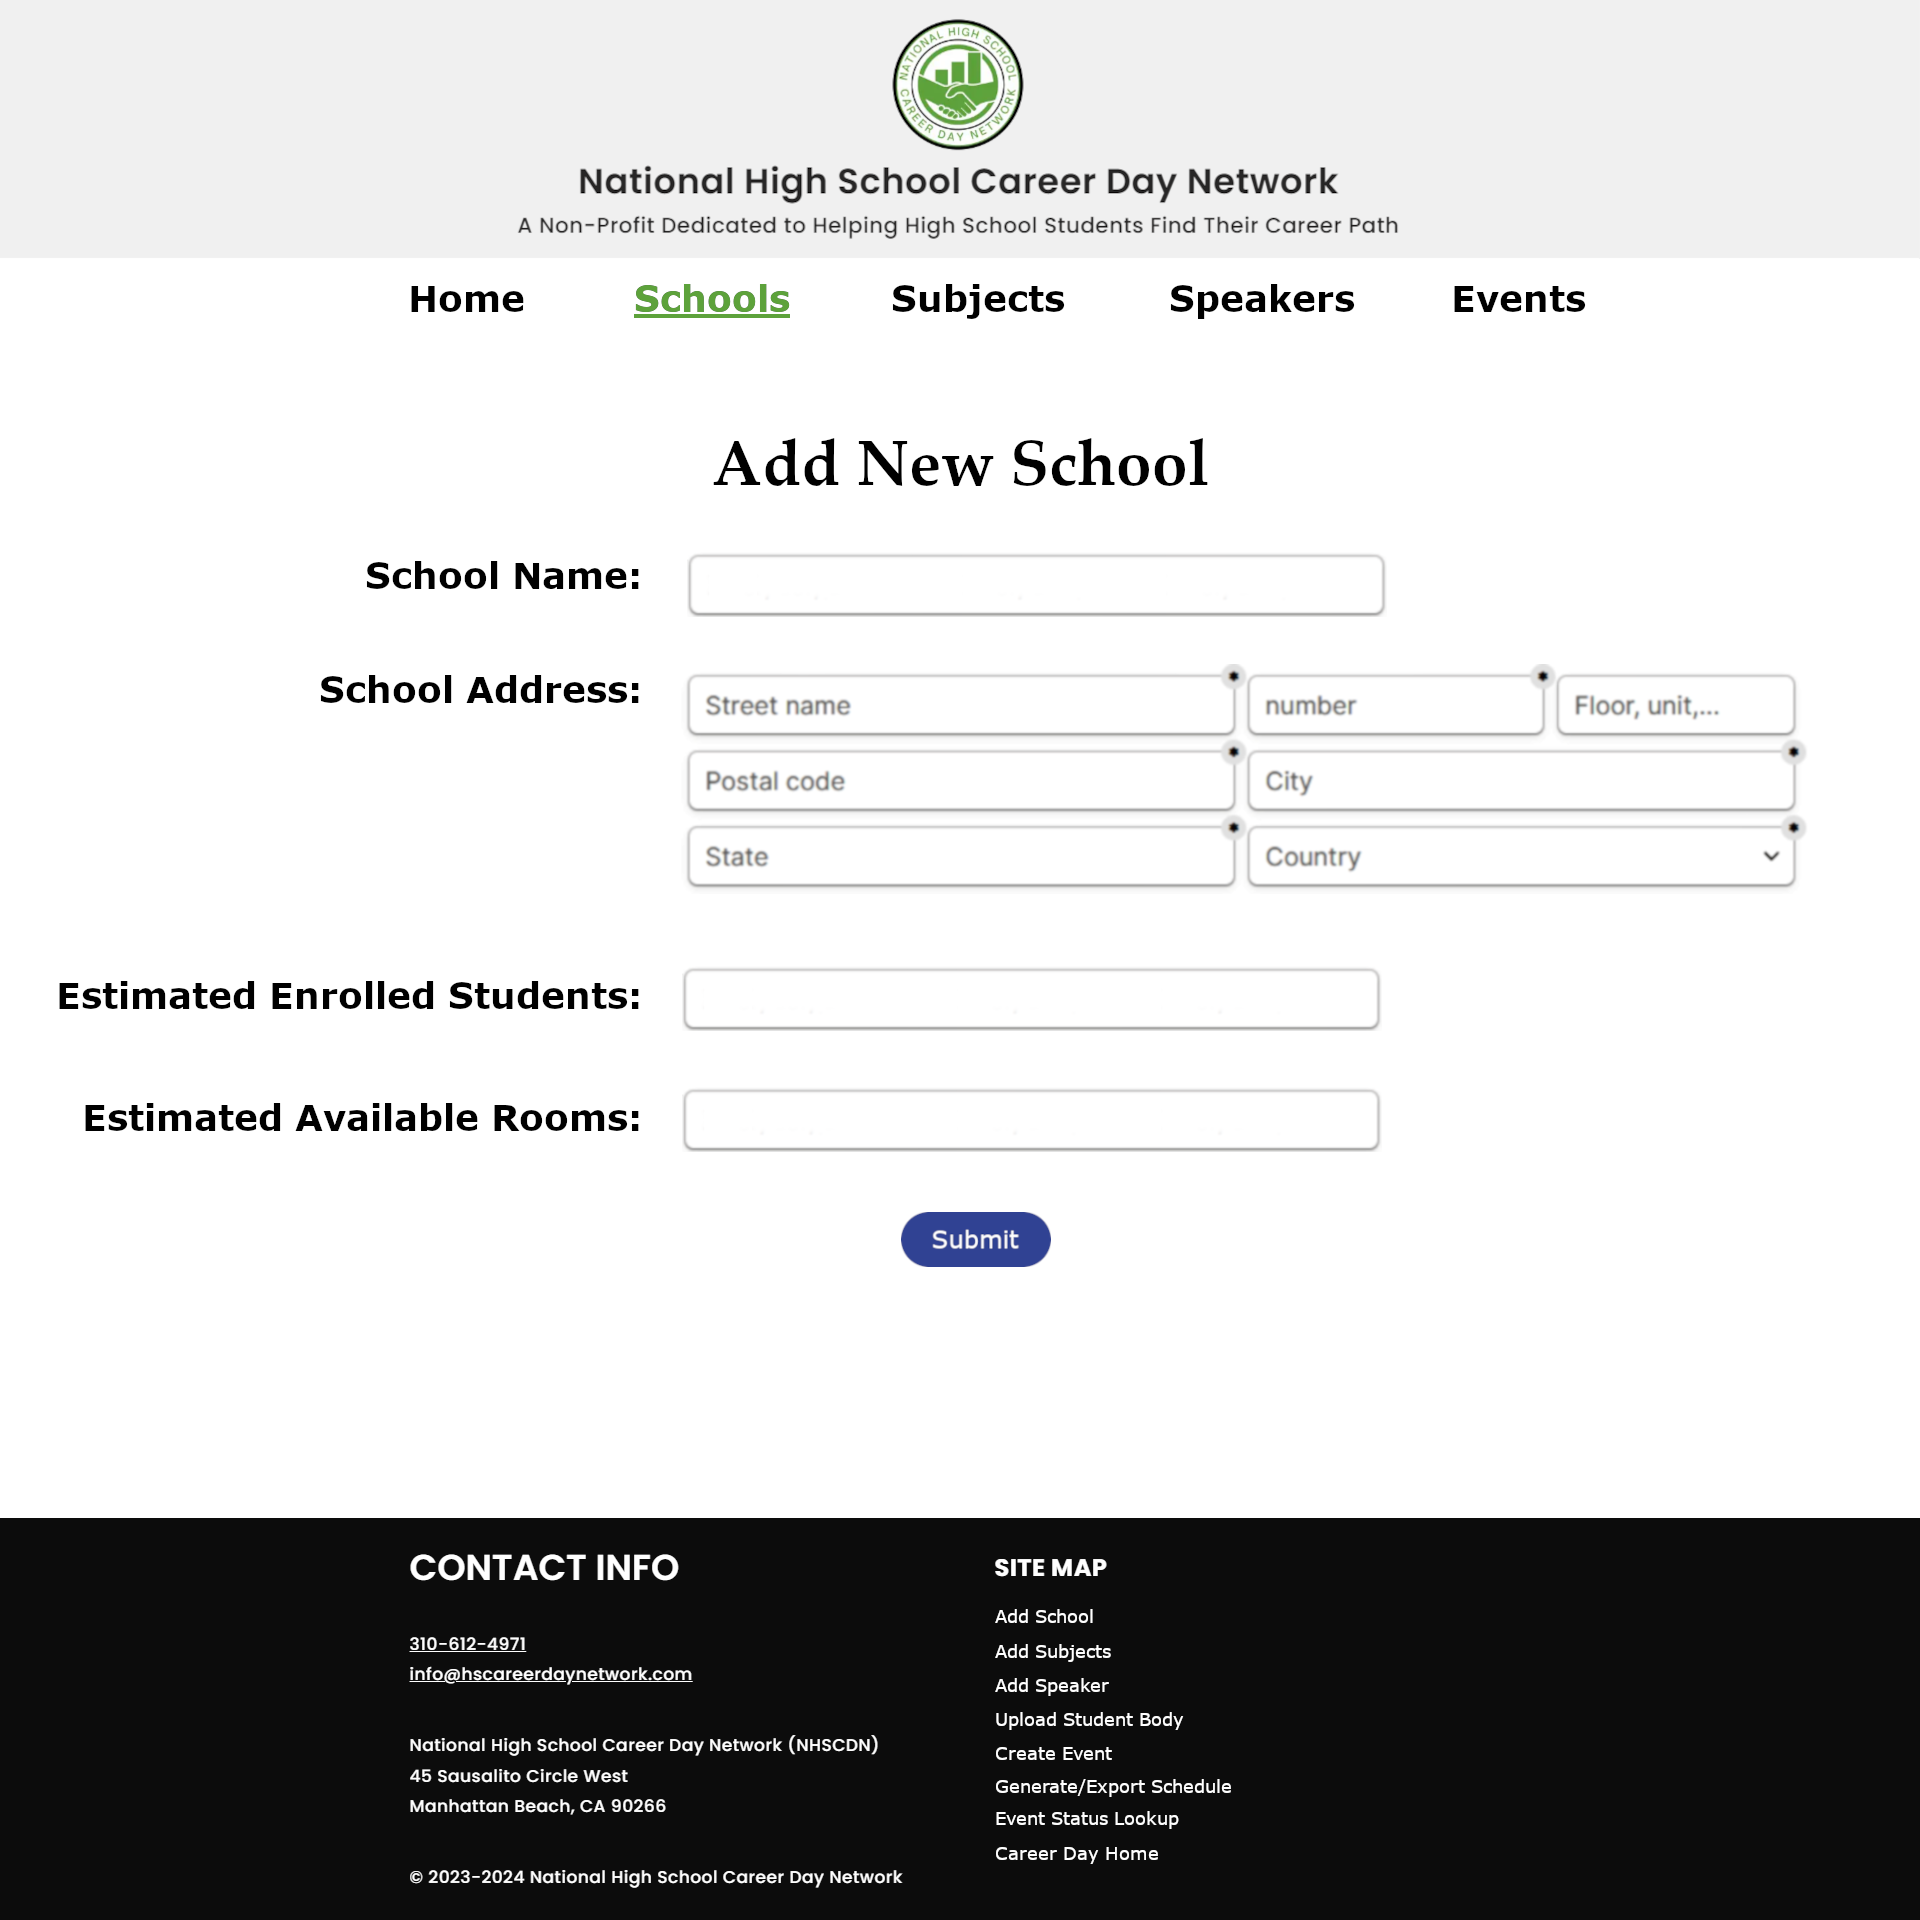 NATIONAL HIGH SCHOOL
CAREER DAY NETWORK
National High School Career Day Network
A Non-Profit Dedicated to Helping High School Students Find Their Career Path
Home Schools Subjects Speakers Events
Add New School
School Name:
School Address:
Street name * number * Floor, unit,...
Postal code * City *
State * Country *
Estimated Enrolled Students:
Estimated Available Rooms:
Submit
CONTACT INFO
310-612-4971
info@hscareerdaynetwork.com
National High School Career Day Network (NHSCDN)
45 Sausalito Circle West
Manhattan Beach, CA 90266
© 2023-2024 National High School Career Day Network
SITE MAP
Add School
Add Subjects
Add Speaker
Upload Student Body
Create Event
Generate/Export Schedule
Event Status Lookup
Career Day Home